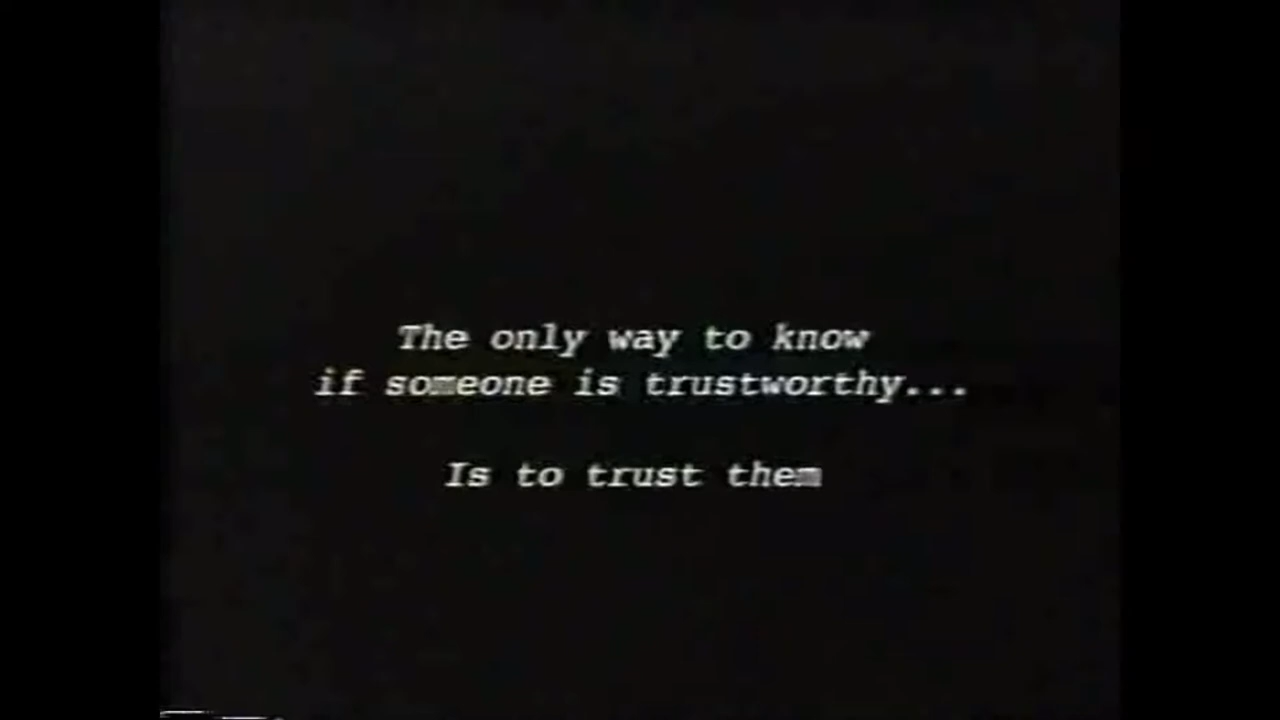 The only way to know
if someone is trustworthy...
Is to trust them